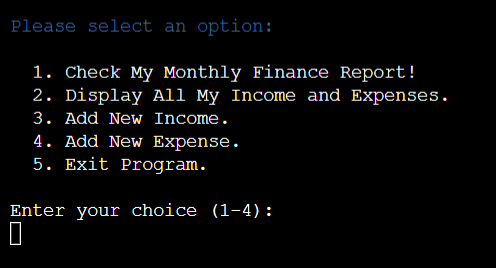 Please select an option:
1. Check My Monthly Finance Report!
2. Display All My Income and Expenses.
3. Add New Income.
4. Add New Expense.
5. Exit Program.
Enter your choice (1-4):